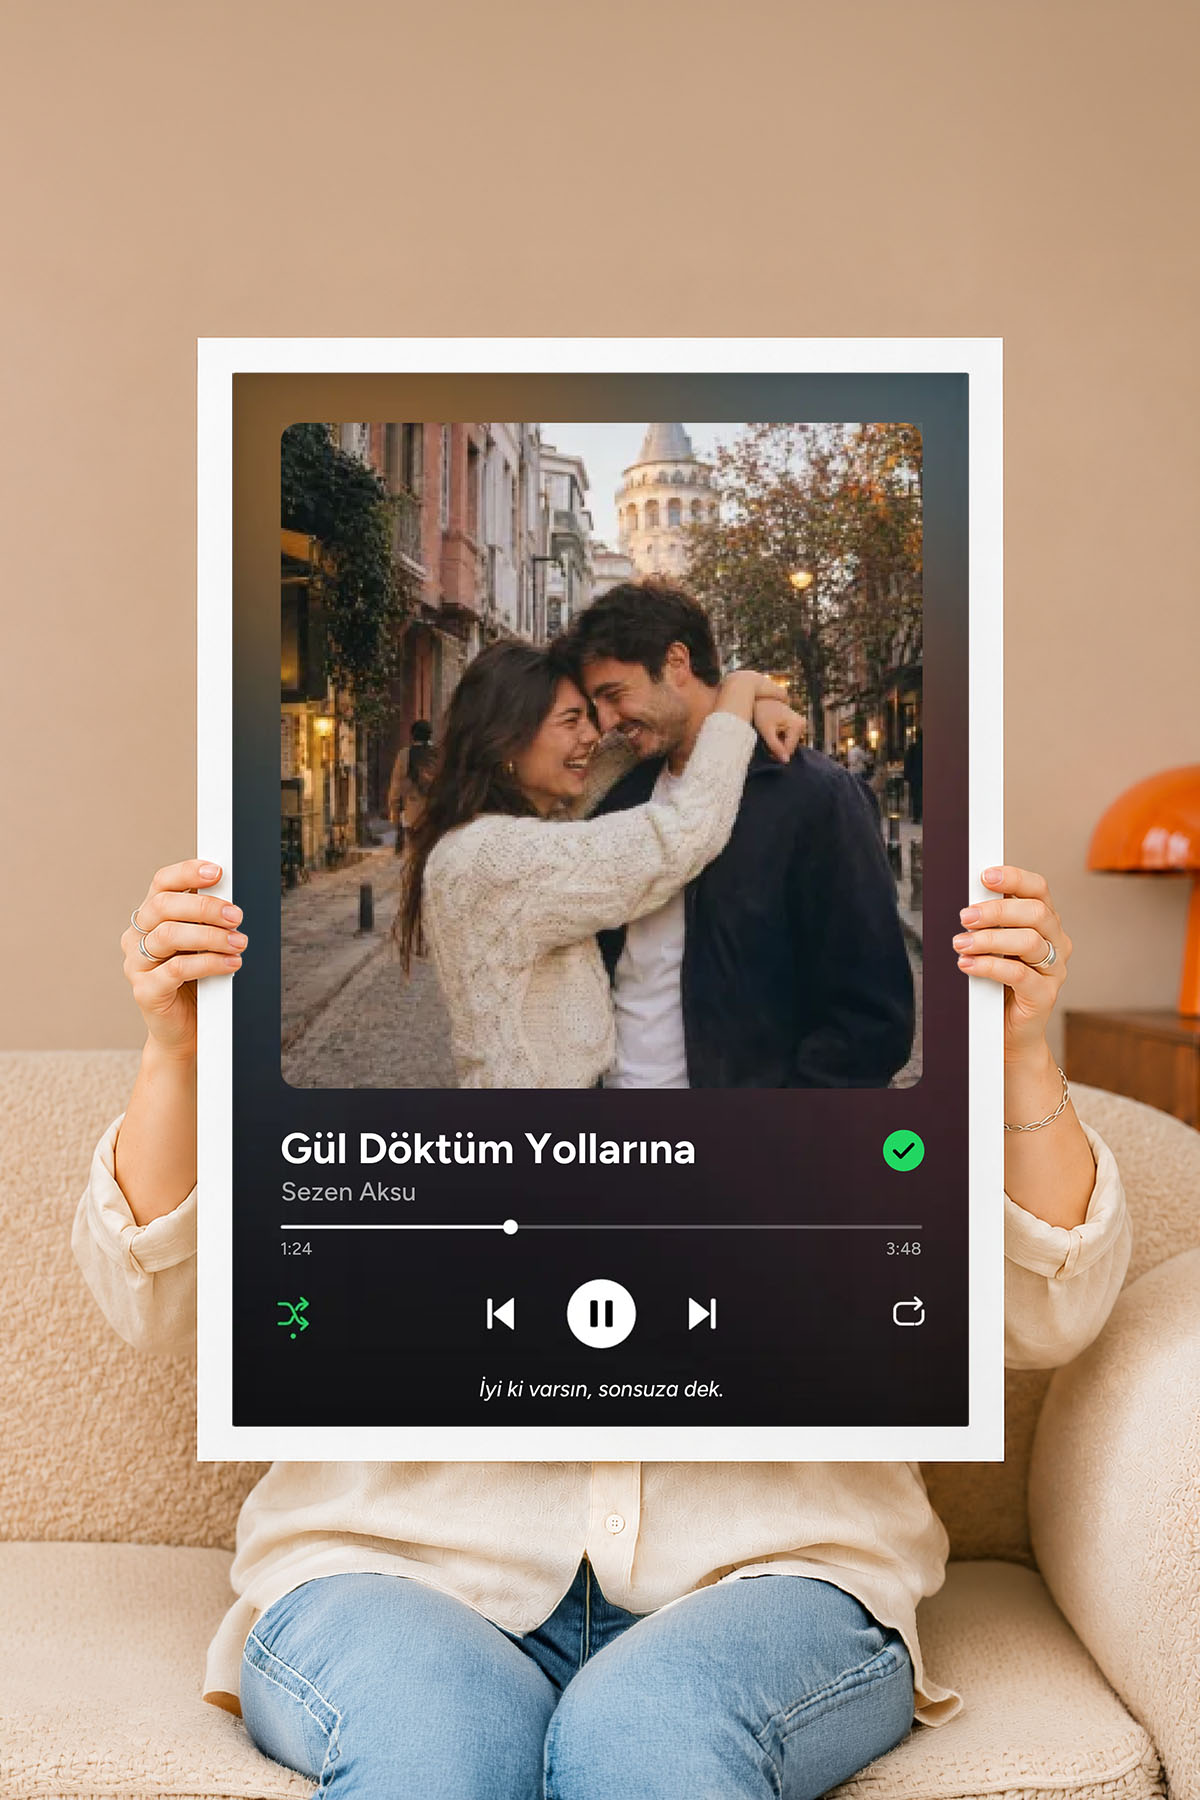 Gül Döktüm Yollarına
Sezen Aksu
1:24
3:48
İyi ki varsın, sonsuza dek.